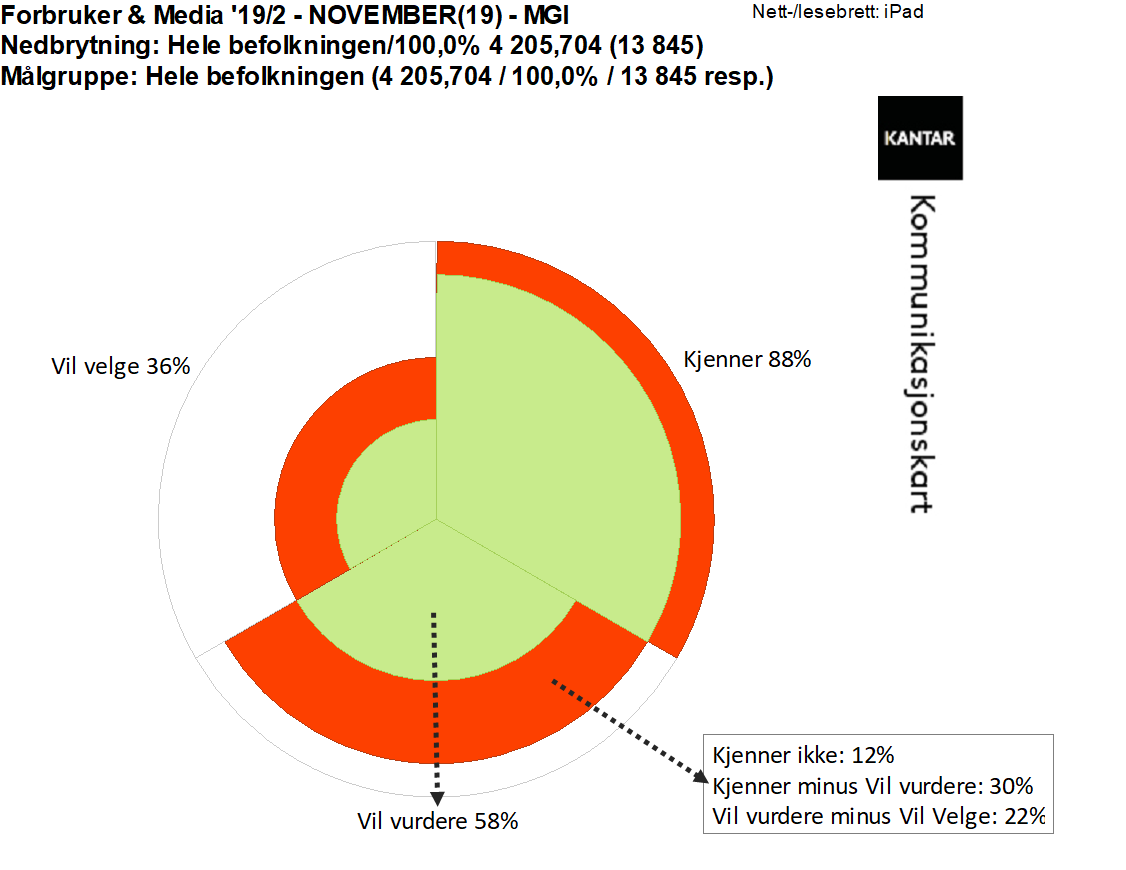 Forbruker & Media '19/2 - NOVEMBER(19) - MGI
Nedbrytning: Hele befolkningen/100,0% 4 205,704 (13 845)
Målgruppe: Hele befolkningen (4 205,704 / 100,0% / 13 845 resp.)
Nett-/lesebrett: iPad
KANTAR
Kommunikasjonskart
Vil velge 36%
Kjenner 88%
Vil vurdere 58%
Kjenner ikke: 12%
Kjenner minus Vil vurdere: 30%
Vil vurdere minus Vil Velge: 22%